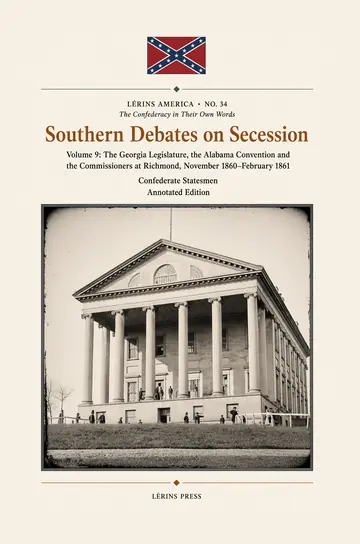 LÉRINS AMERICA • NO. 34
The Confederacy in Their Own Words
Southern Debates on Secession
Volume 9: The Georgia Legislature, the Alabama Convention and
the Commissioners at Richmond, November 1860–February 1861
Confederate Statesmen
Annotated Edition
LÉRINS PRESS